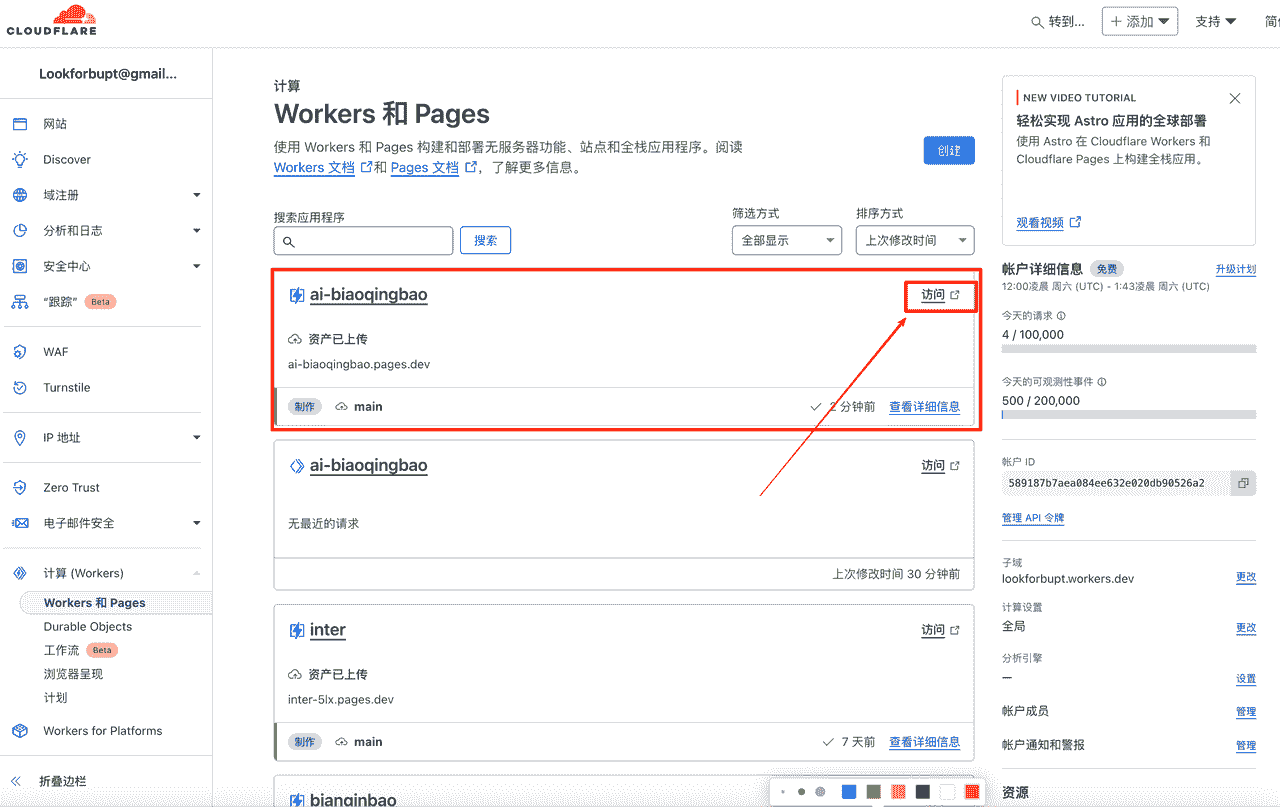 CLOUDFLARE
转到...
添加
支持
Lookforbupt@gmail...
网站
Discover
域注册
分析和日志
安全中心
“跟踪” Beta
WAF
Turnstile
IP 地址
Zero Trust
电子邮件安全
计算 (Workers)
Workers 和 Pages
Durable Objects
工作流 Beta
浏览器呈现
计划
Workers for Platforms
折叠边栏
计算
Workers 和 Pages
使用 Workers 和 Pages 构建和部署无服务器功能、站点和全栈应用程序。阅读
Workers 文档 和 Pages 文档 ，了解更多信息。
创建
搜索应用程序
搜索
筛选方式
全部显示
排序方式
上次修改时间
ai-biaoqingbao
访问
资产已上传
ai-biaoqingbao.pages.dev
制作 main
2 分钟前 查看详细信息
ai-biaoqingbao
访问
无最近的请求
上次修改时间 30 分钟前
inter
访问
资产已上传
inter-5lx.pages.dev
制作 main
7 天前 查看详细信息
bianqinbao
NEW VIDEO TUTORIAL
轻松实现 Astro 应用的全球部署
使用 Astro 在 Cloudflare Workers 和
Cloudflare Pages 上构建全栈应用。
观看视频
帐户详细信息 免费 升级计划
12:00凌晨 周六 (UTC) - 1:43凌晨 周六 (UTC)
今天的请求
4 / 100,000
今天的可观测性事件
500 / 200,000
帐户 ID
589187b7aea084ee632e020db90526a2
管理 API 令牌
子域
lookforbupt.workers.dev 更改
计算设置
全局 更改
分析引擎
— 设置
帐户成员 管理
帐户通知和警报 管理
资源